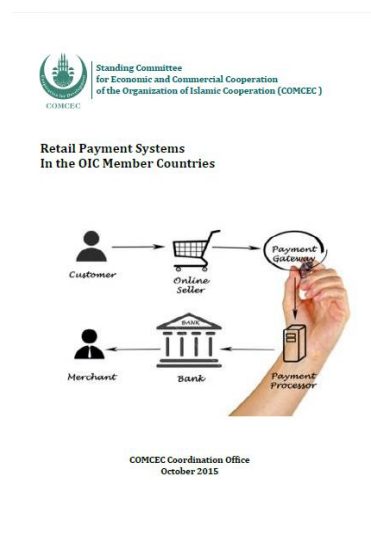 Standing Committee
for Economic and Commercial Cooperation
of the Organization of Islamic Cooperation (COMCEC )
COMCEC
Retail Payment Systems
In the OIC Member Countries
Payment
Gateway
Customer
Online
Seller
BANK
Merchant
Bank
Payment
Processor
COMCEC Coordination Office
October 2015